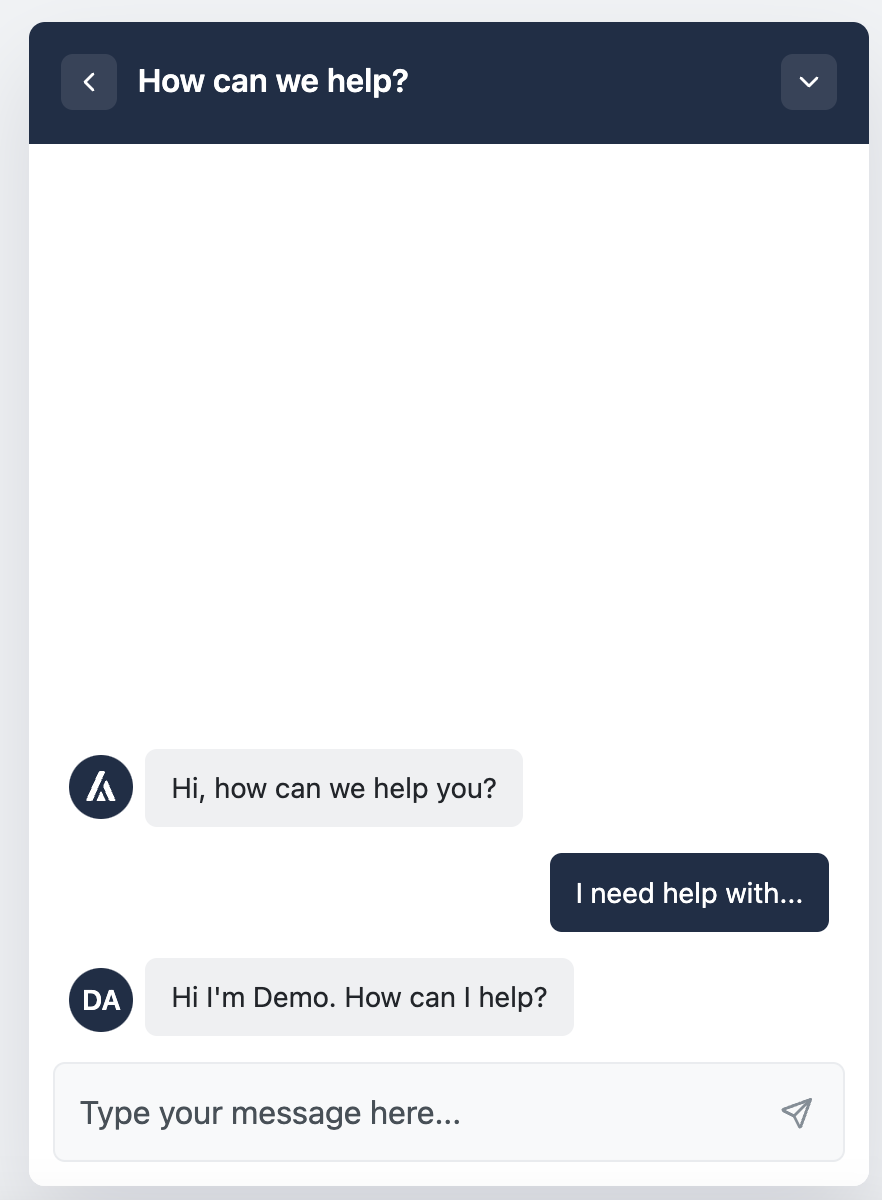 How can we help?
Hi, how can we help you?
I need help with...
DA
Hi I'm Demo. How can I help?
Type your message here...